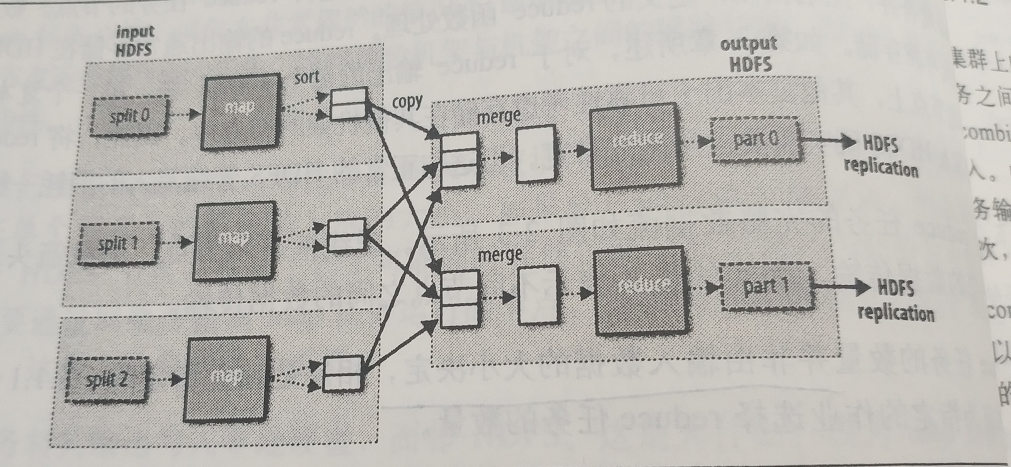 input
HDFS
split 0
map
sort
copy
split 1
map
split 2
map
output
HDFS
merge
reduce
part 0
HDFS
replication
merge
reduce
part 1
HDFS
replication
集群上
务之间
combi
人。
务输
次，
con
以
的